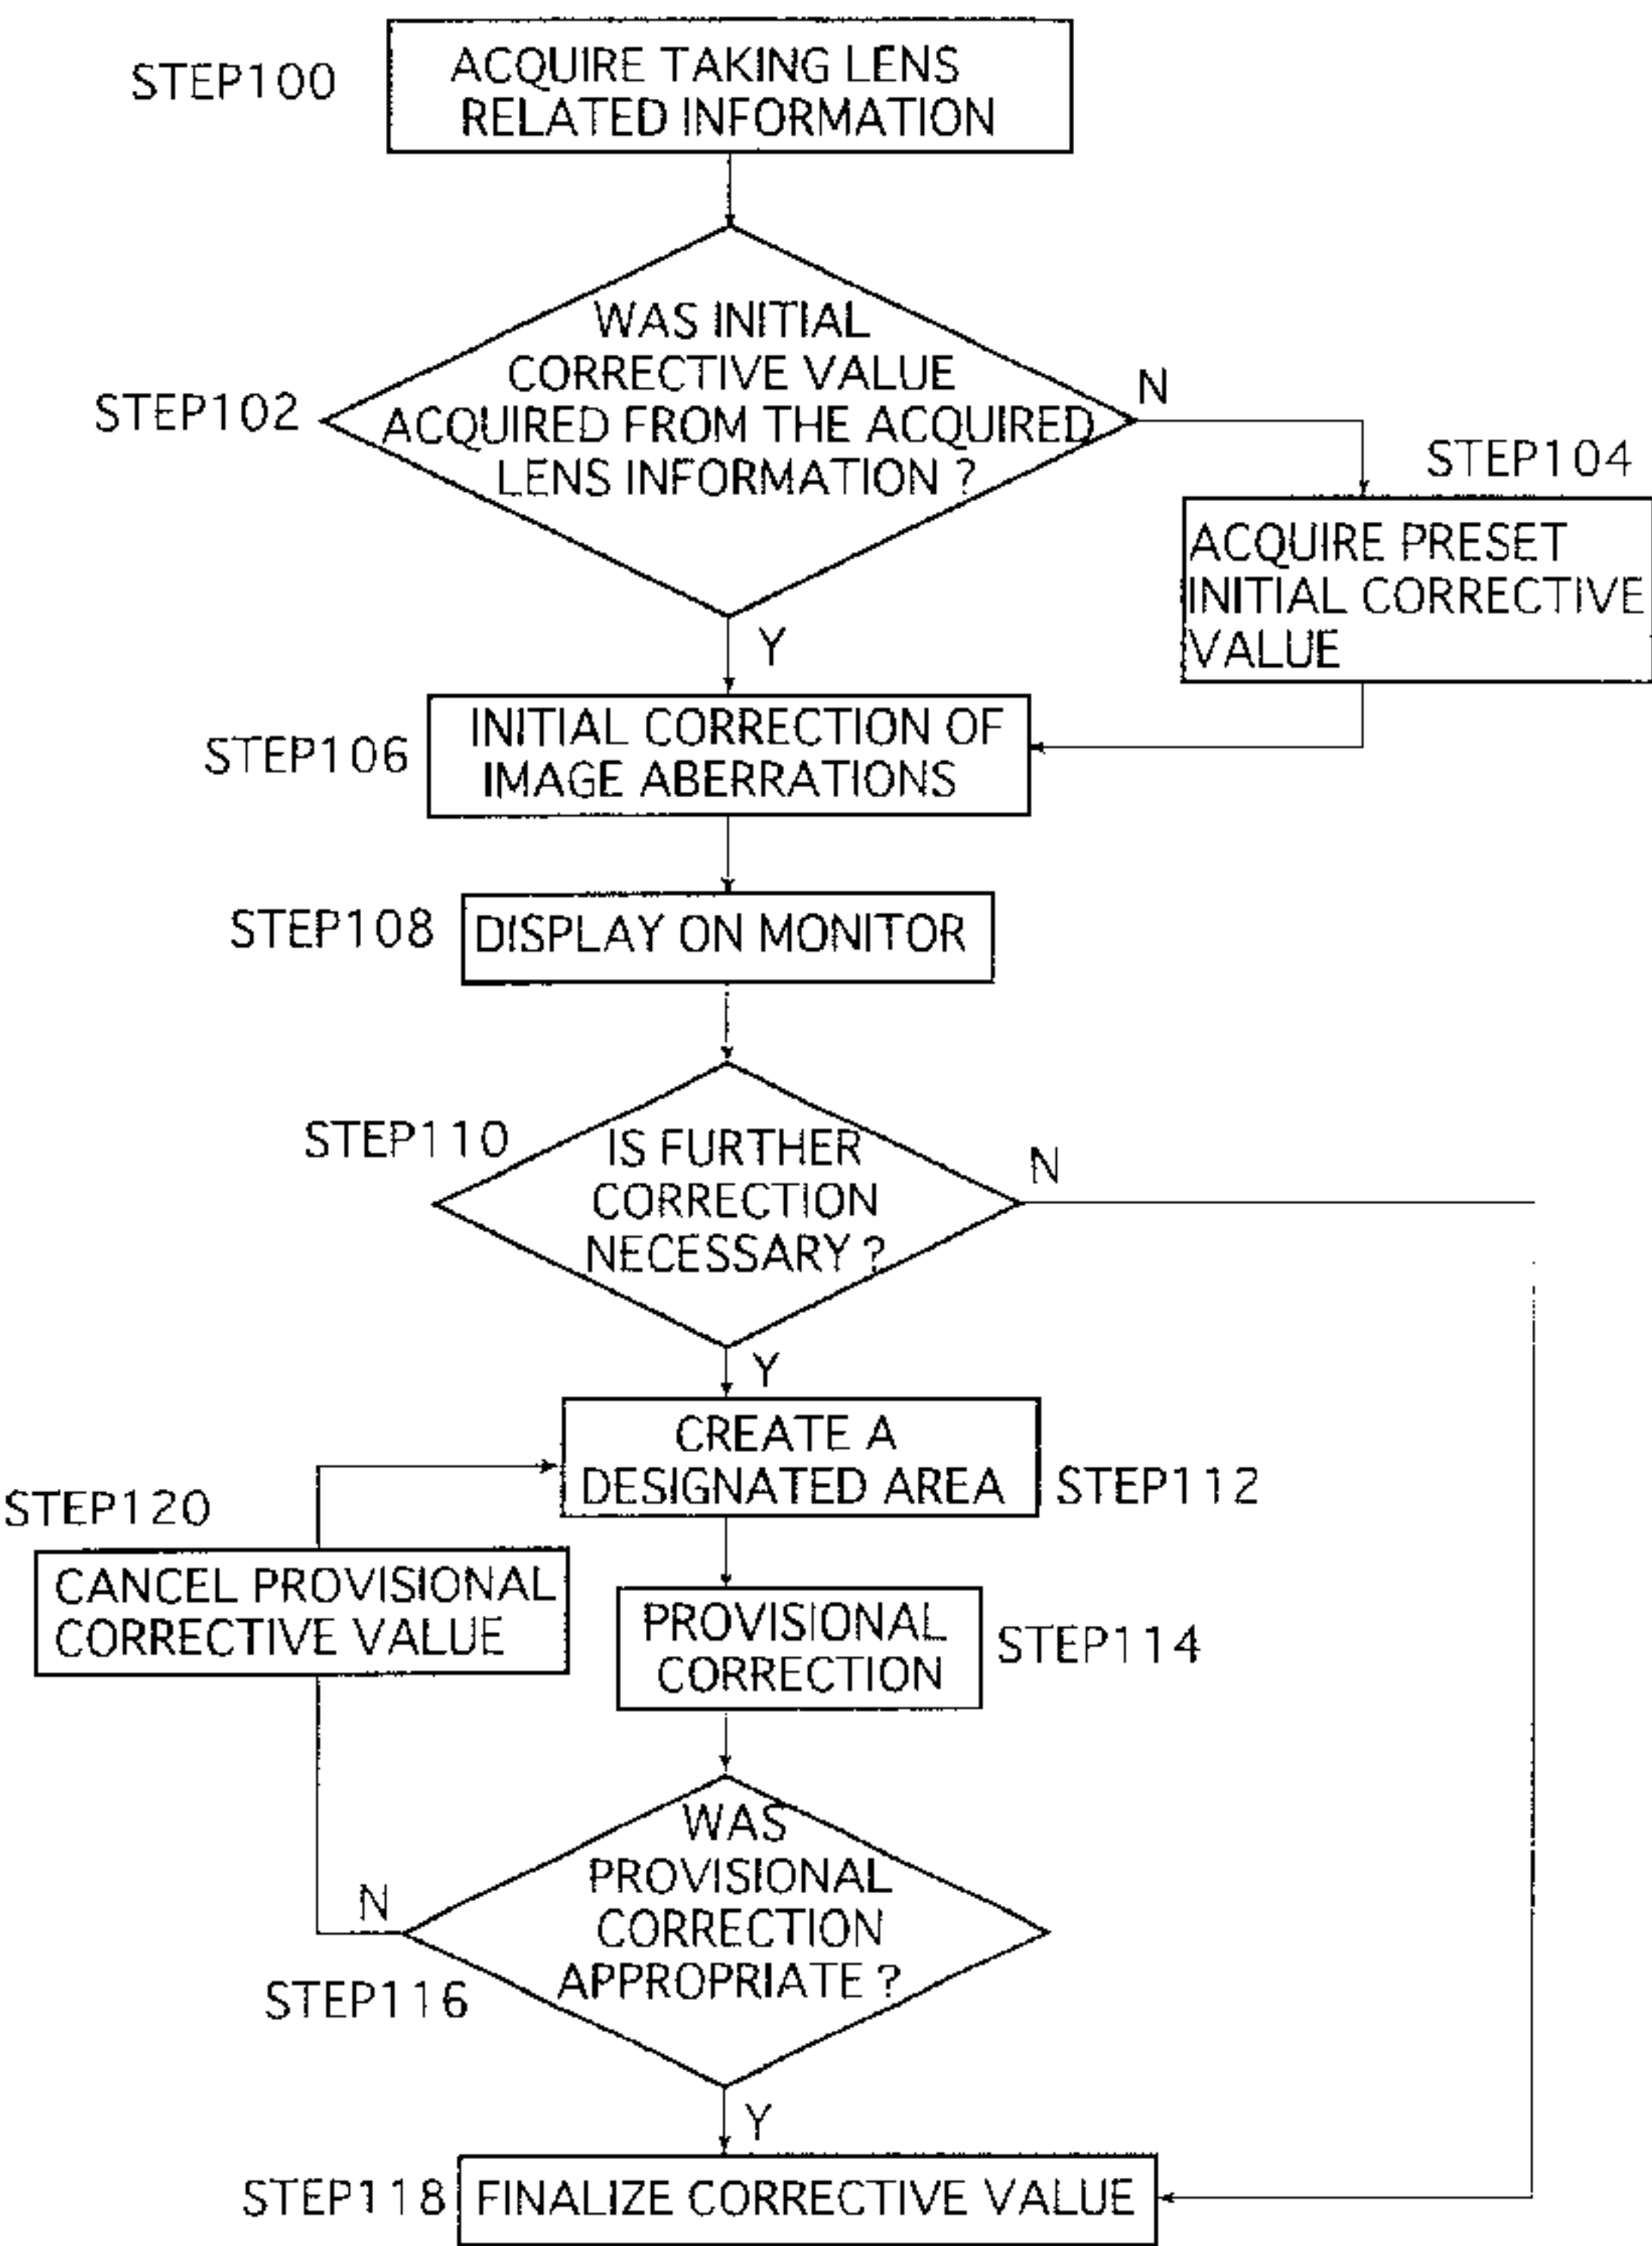 STEP100
ACQUIRE TAKING LENS
RELATED INFORMATION
STEP102
WAS INITIAL
CORRECTIVE VALUE
ACQUIRED FROM THE ACQUIRED
LENS INFORMATION ?
N
STEP104
ACQUIRE PRESET
INITIAL CORRECTIVE
VALUE
Y
STEP106
INITIAL CORRECTION OF
IMAGE ABERRATIONS
STEP108
DISPLAY ON MONITOR
STEP110
IS FURTHER
CORRECTION
NECESSARY ?
N
Y
CREATE A
DESIGNATED AREA
STEP112
STEP120
CANCEL PROVISIONAL
CORRECTIVE VALUE
PROVISIONAL
CORRECTION
STEP114
WAS
PROVISIONAL
CORRECTION
APPROPRIATE ?
N
STEP116
Y
STEP118
FINALIZE CORRECTIVE VALUE